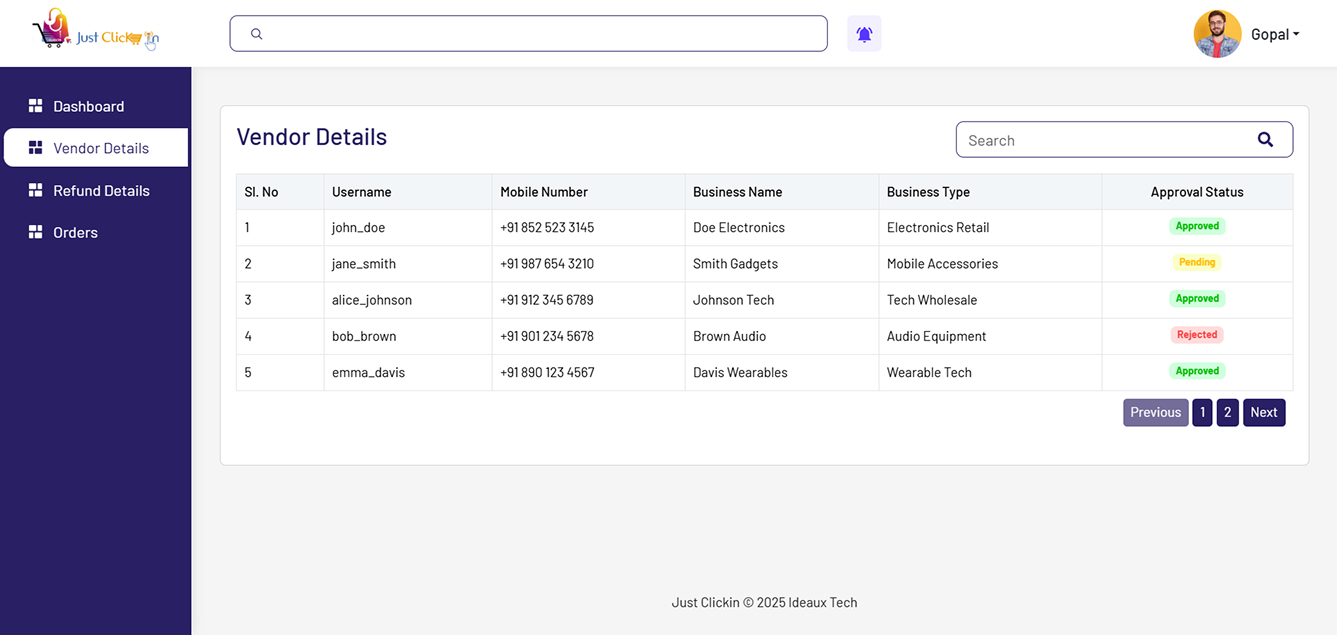 Just Click In
Gopal
Dashboard
Vendor Details
Refund Details
Orders
Vendor Details
Search
Sl. No Username Mobile Number Business Name Business Type Approval Status
1 john_doe +91 852 523 3145 Doe Electronics Electronics Retail Approved
2 jane_smith +91 987 654 3210 Smith Gadgets Mobile Accessories Pending
3 alice_johnson +91 912 345 6789 Johnson Tech Tech Wholesale Approved
4 bob_brown +91 901 234 5678 Brown Audio Audio Equipment Rejected
5 emma_davis +91 890 123 4567 Davis Wearables Wearable Tech Approved
Previous 1 2 Next
Just Clickin © 2025 Ideaux Tech